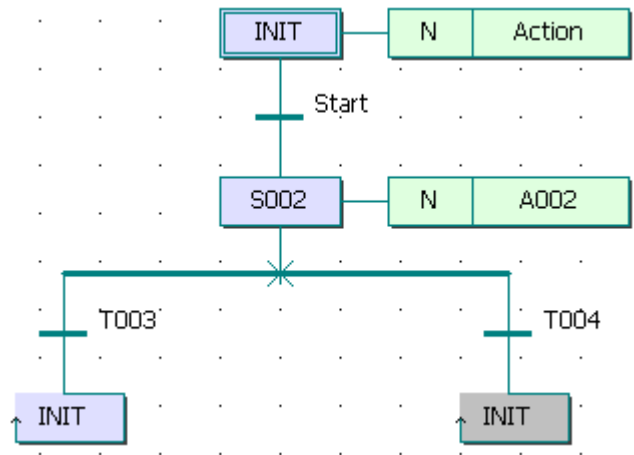 INIT N Action
Start
S002 N A002
T003 T004
INIT INIT